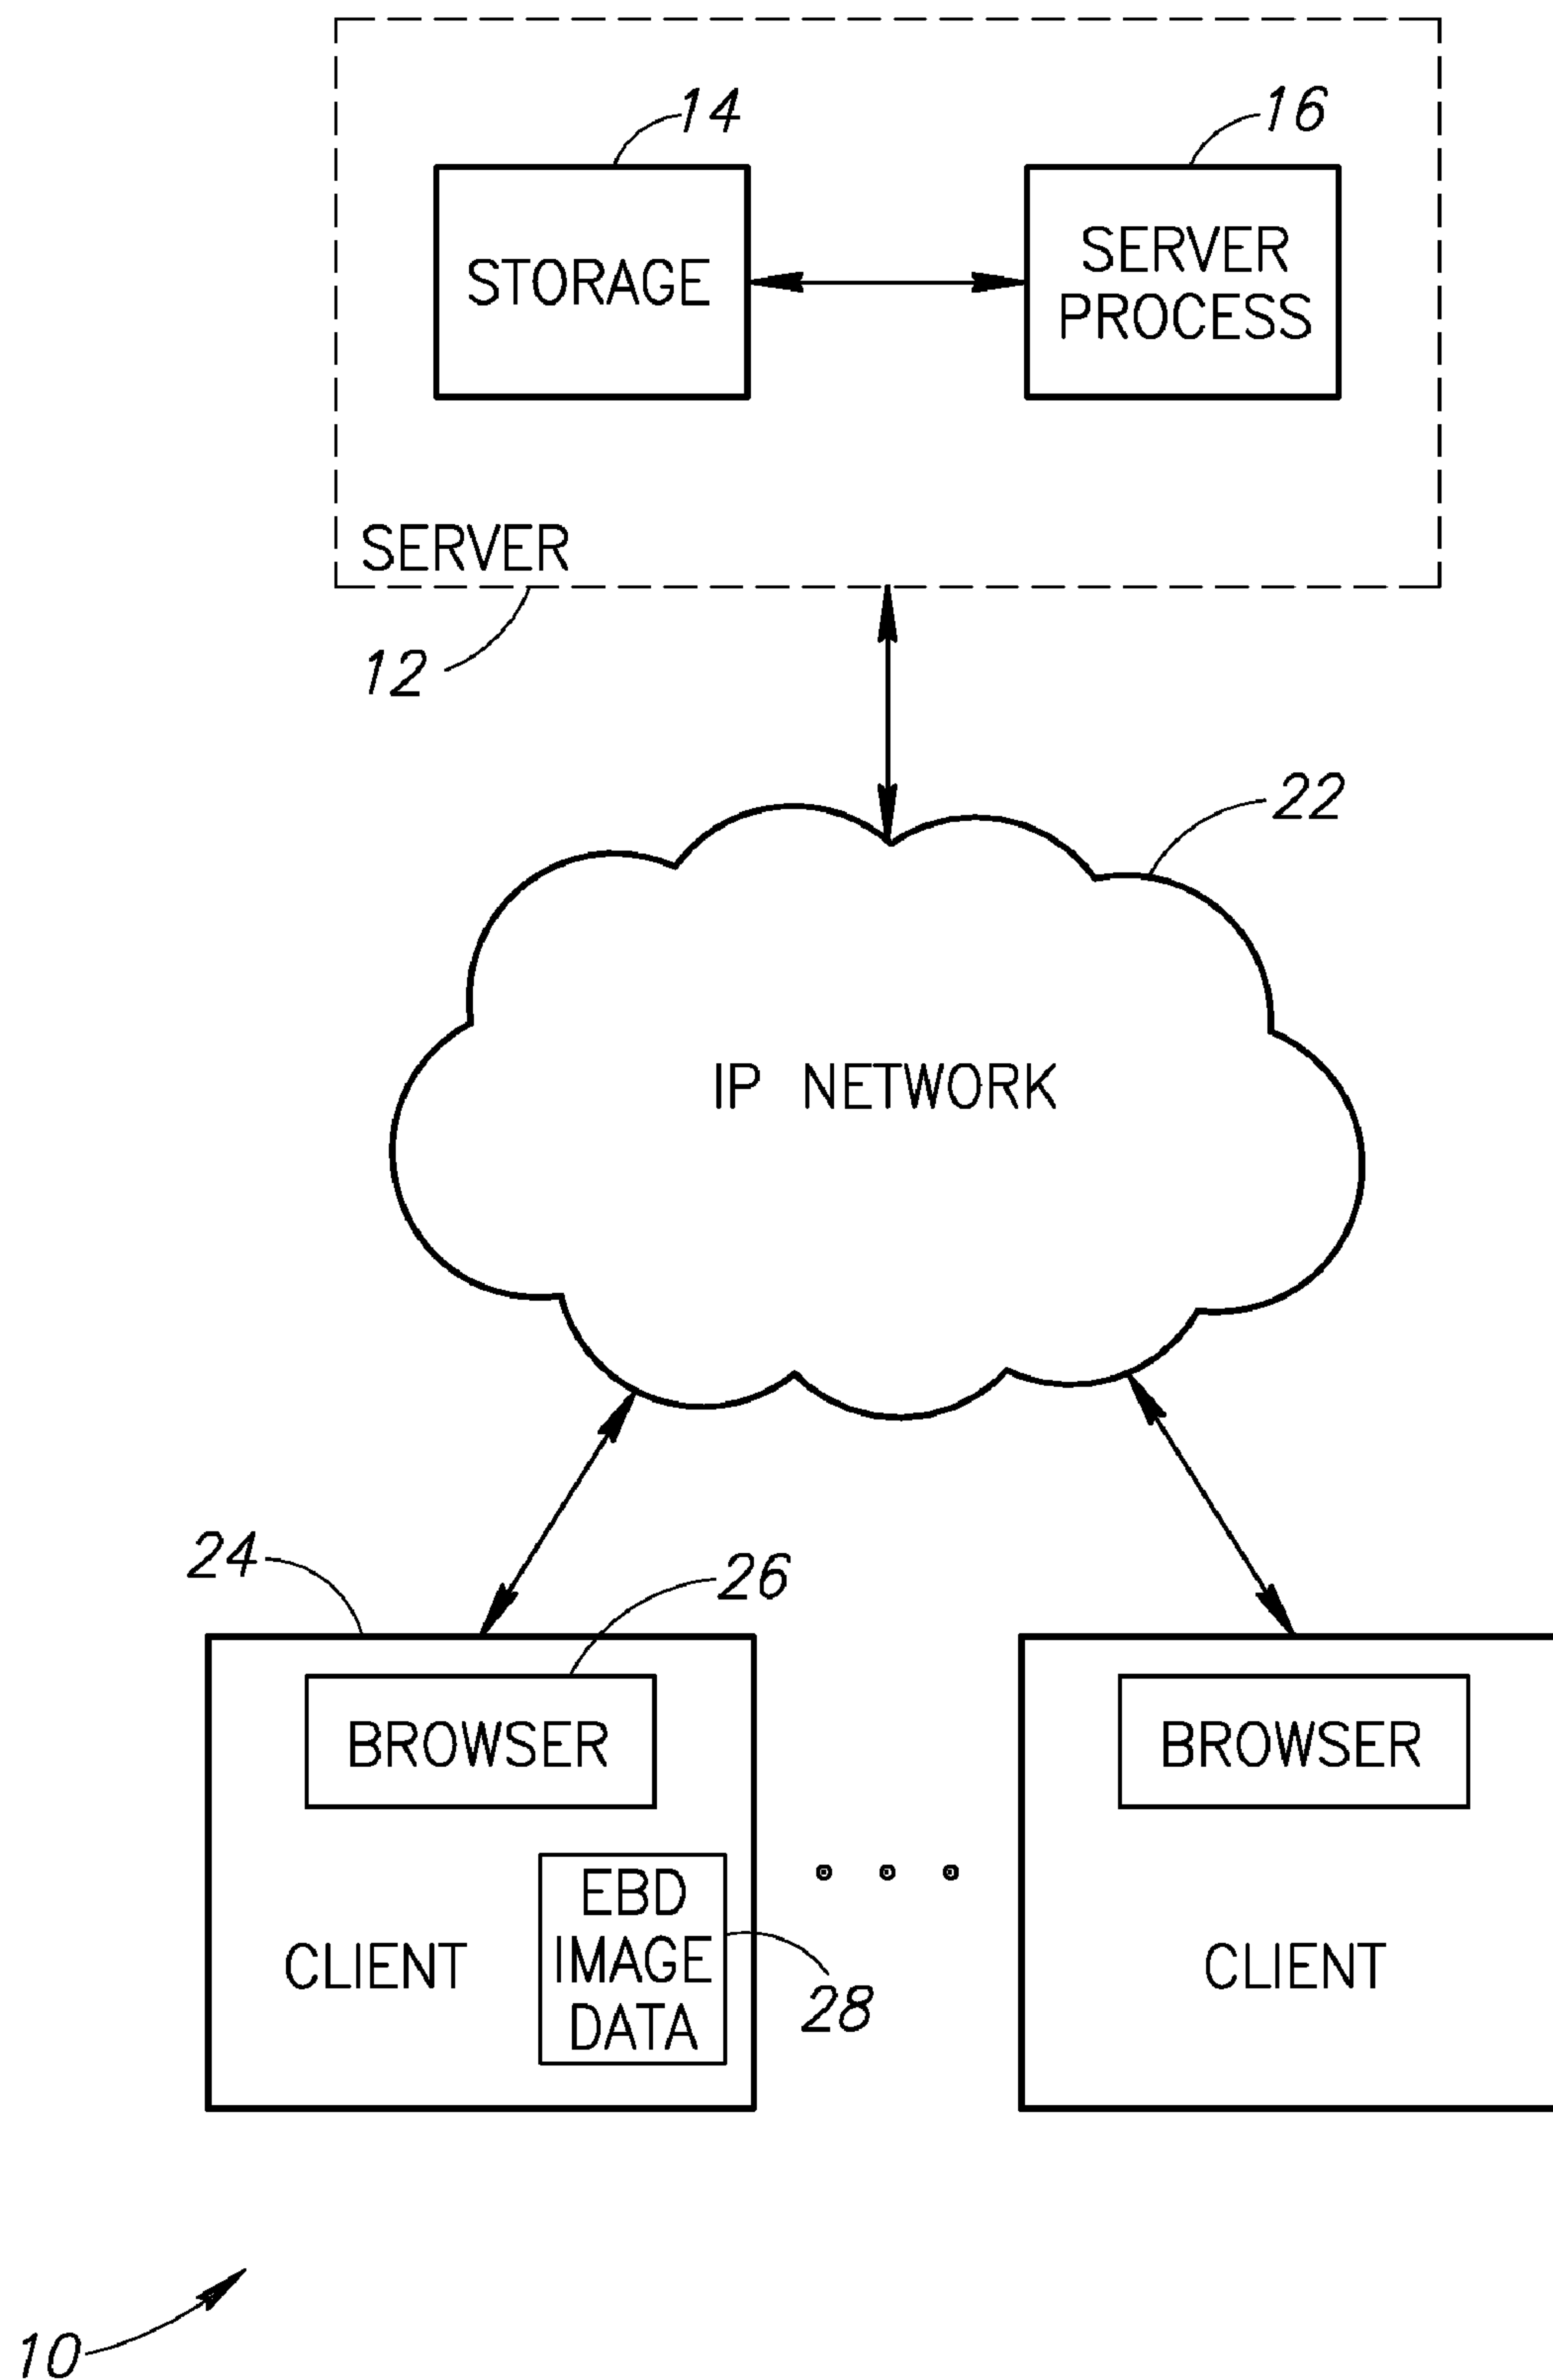 14
16
STORAGE
SERVER
PROCESS
SERVER
12
22
IP NETWORK
24
26
BROWSER
BROWSER
EBD
IMAGE
DATA
CLIENT
28
CLIENT
10